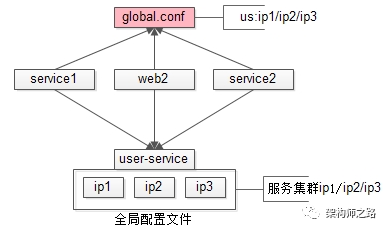 global.conf
us:ip1/ip2/ip3
service1
web2
service2
user-service
ip1
ip2
ip3
服务集群ip1/ip2/ip3
全局配置文件
架构师之路